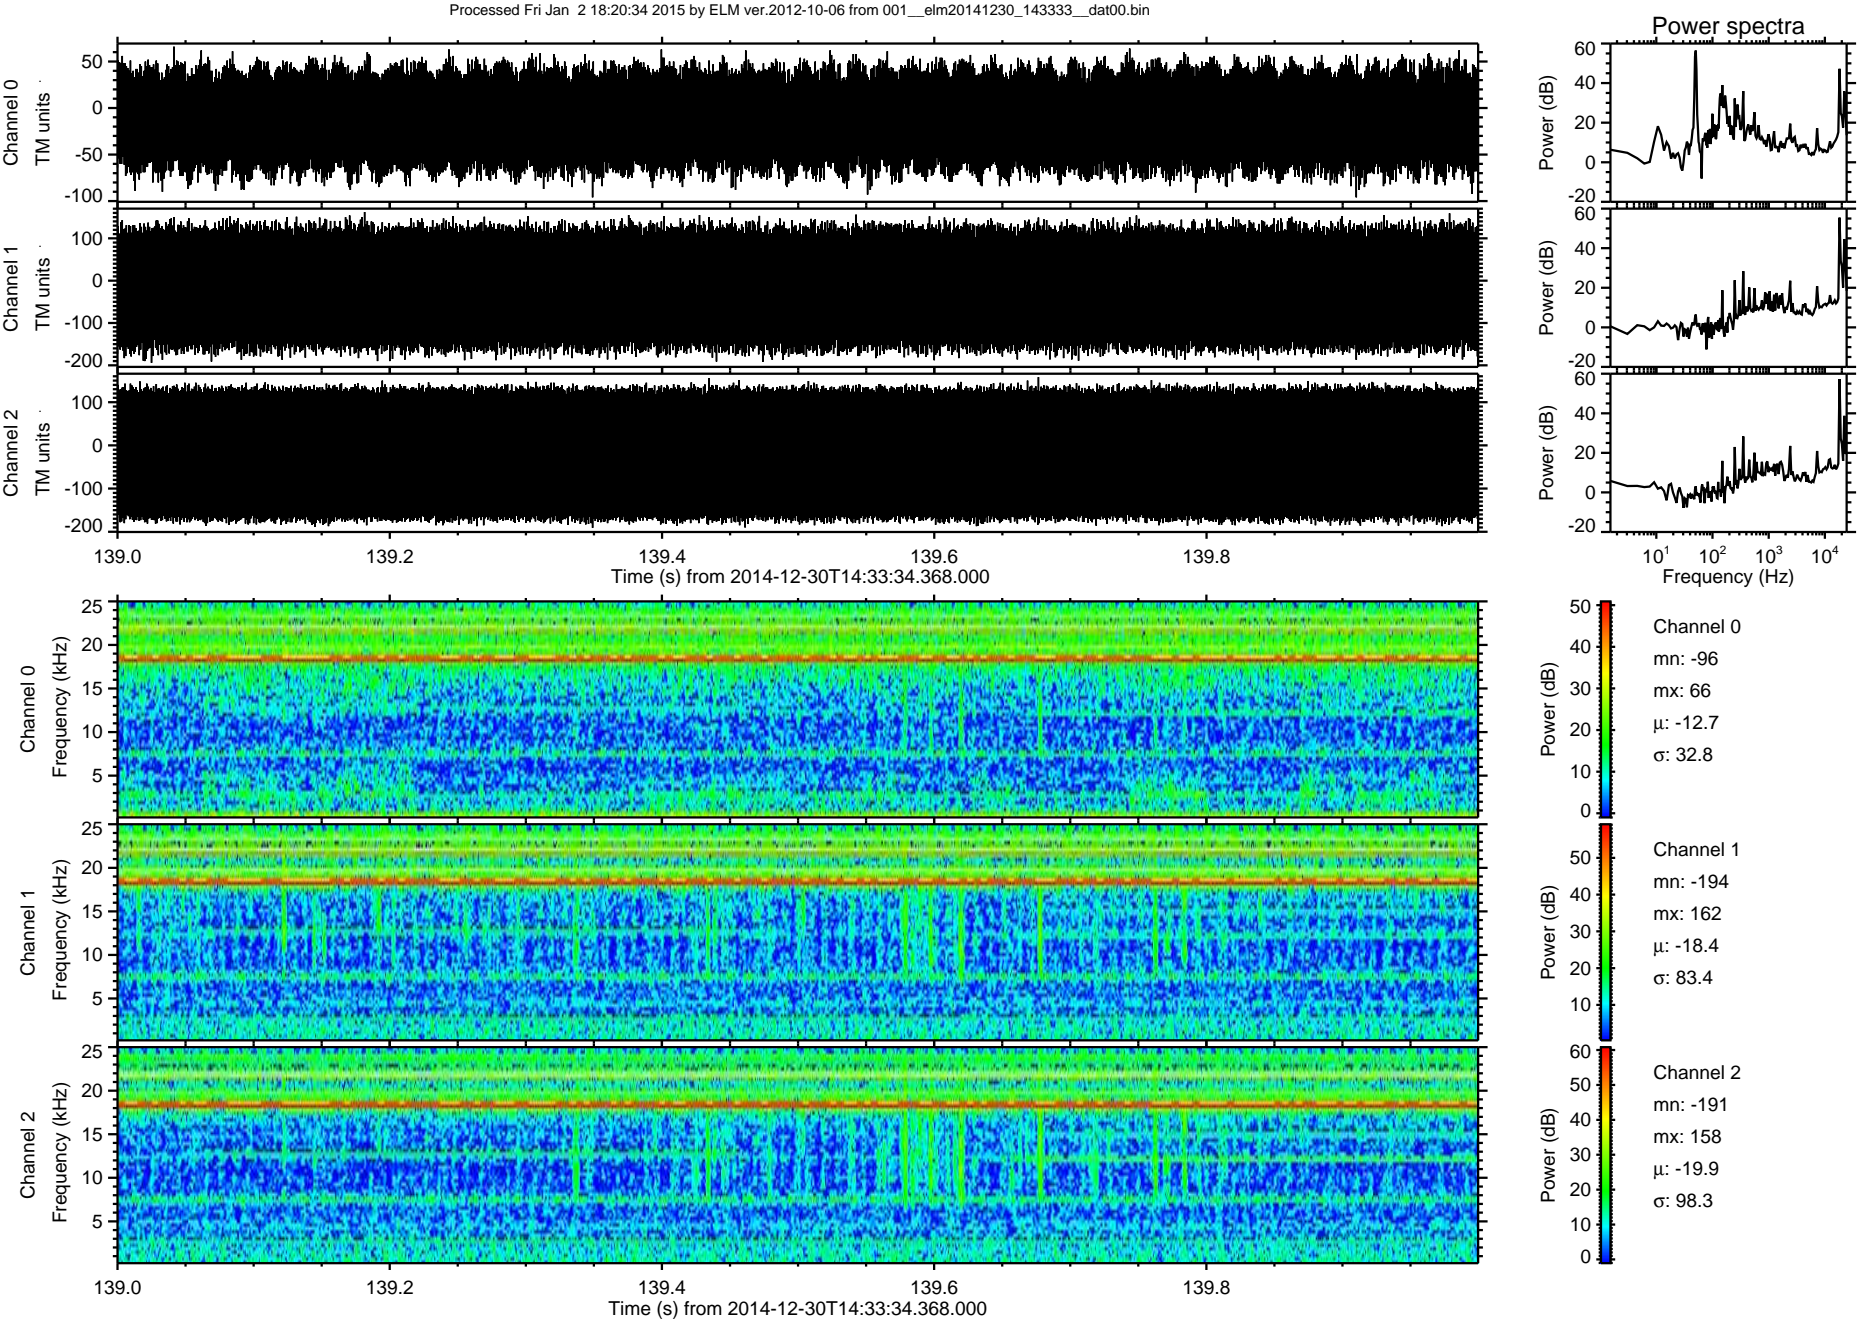 Processed Fri Jan  2 18:20:34 2015 by ELM ver.2012-10-06 from 001__elm20141230_143333__dat00.bin
Power spectra
Channel 0
TM units
50
0
-50
-100
Power (dB)
60
40
20
0
-20
Channel 1
TM units
100
0
-100
-200
Power (dB)
60
40
20
0
-20
Channel 2
TM units
100
0
-100
-200
Power (dB)
60
40
20
0
-20
139.0 139.2 139.4 139.6 139.8
Time (s) from 2014-12-30T14:33:34.368.000
10¹ 10² 10³ 10⁴
Frequency (Hz)
Channel 0
Frequency (kHz)
25
20
15
10
5
Power (dB)
50
40
30
20
10
0
Channel 0
mn: -96
mx: 66
μ: -12.7
σ: 32.8
Channel 1
Frequency (kHz)
25
20
15
10
5
Power (dB)
50
40
30
20
10
Channel 1
mn: -194
mx: 162
μ: -18.4
σ: 83.4
Channel 2
Frequency (kHz)
25
20
15
10
5
Power (dB)
60
50
40
30
20
10
0
Channel 2
mn: -191
mx: 158
μ: -19.9
σ: 98.3
139.0 139.2 139.4 139.6 139.8
Time (s) from 2014-12-30T14:33:34.368.000